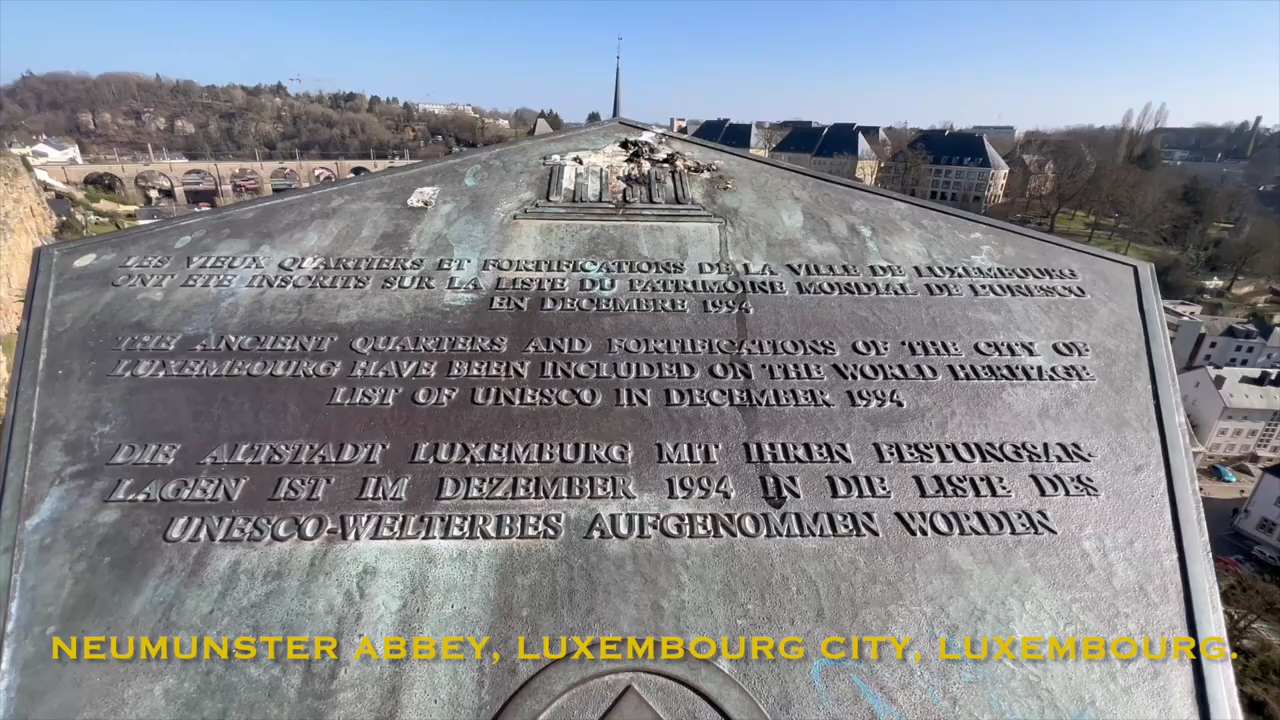 LES VIEUX QUARTIERS ET FORTIFICATIONS DE LA VILLE DE LUXEMBOURG
ONT ETE INSCRITS SUR LA LISTE DU PATRIMOINE MONDIAL DE L'UNESCO
EN DECEMBRE 1994
THE ANCIENT QUARTERS AND FORTIFICATIONS OF THE CITY OF
LUXEMBOURG HAVE BEEN INCLUDED ON THE WORLD HERITAGE
LIST OF UNESCO IN DECEMBER 1994
DIE ALTSTADT LUXEMBURG MIT IHREN FESTUNGSAN-
LAGEN IST IM DEZEMBER 1994 IN DIE LISTE DES
UNESCO-WELTERBES AUFGENOMMEN WORDEN
NEUMUNSTER ABBEY, LUXEMBOURG CITY, LUXEMBOURG.